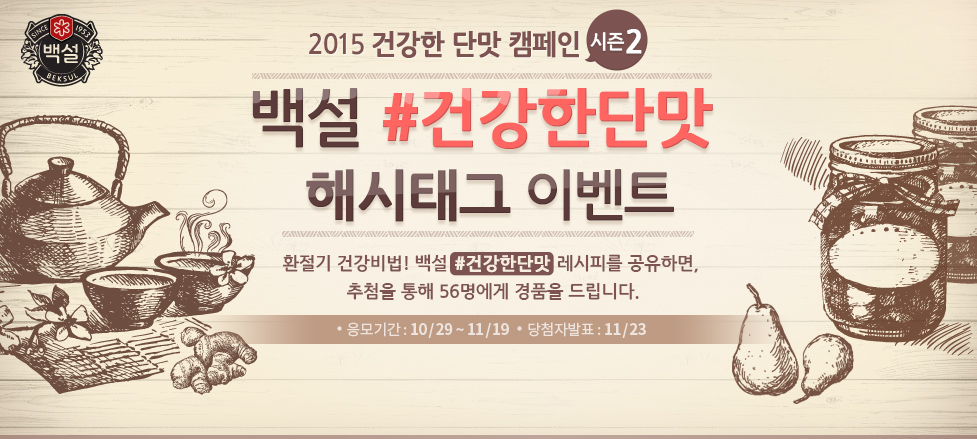 SINCE 1953
백설
BEKSUL
2015 건강한 단맛 캠페인 시즌2
백설 #건강한단맛
해시태그 이벤트
환절기 건강비법! 백설 #건강한단맛 레시피를 공유하면,
추첨을 통해 56명에게 경품을 드립니다.
• 응모기간 : 10/29 ~ 11/19 • 당첨자발표 : 11/23